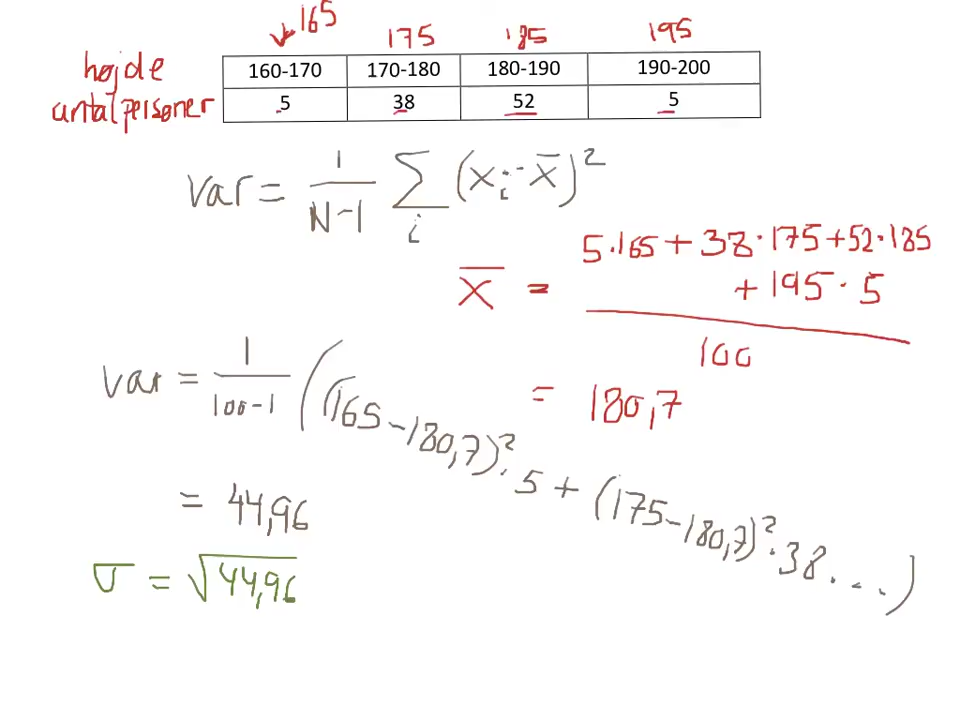 165 175 185 195
højde 160-170 170-180 180-190 190-200
antal personer 5 38 52 5
var = 1/(N-1) Σ_i (x_i - x̄)²
x̄ = (5·165 + 38·175 + 52·185 + 195·5)/100
= 180,7
var = 1/(100-1) ((165-180,7)²·5 + (175-180,7)²·38...)
= 44,96
σ = √44,96